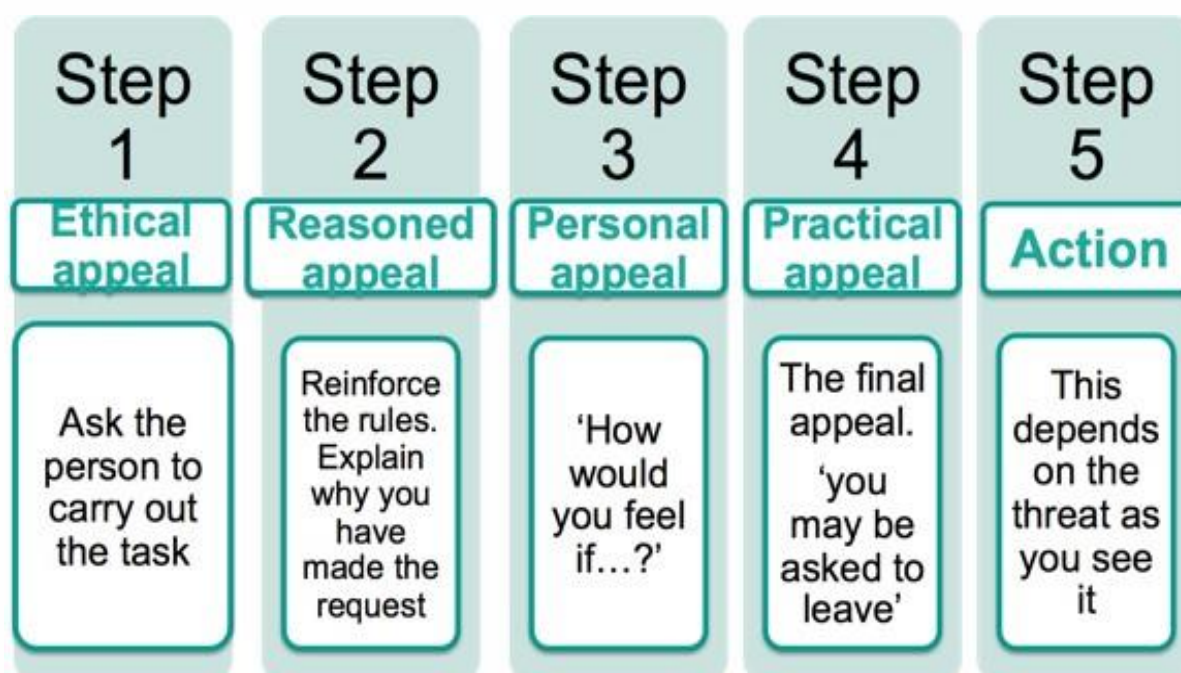 Step
1
Ethical
appeal
Ask the
person to
carry out
the task
Step
2
Reasoned
appeal
Reinforce
the rules.
Explain
why you
have
made the
request
Step
3
Personal
appeal
‘How
would
you feel
if…?’
Step
4
Practical
appeal
The final
appeal.
‘you
may be
asked to
leave’
Step
5
Action
This
depends
on the
threat as
you see
it